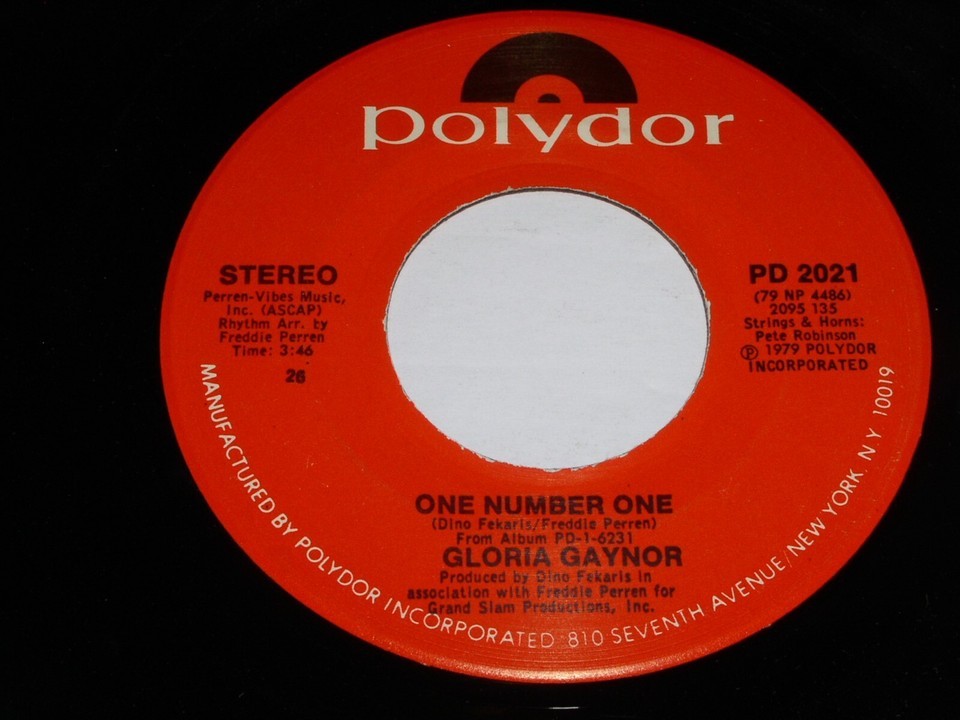 polydor
STEREO
Perren-Vibes Music,
Inc. (ASCAP)
Rhythm Arr. by
Freddie Perren
Time: 3:46
26
PD 2021
(79 NP 4486)
2095 135
Strings & Horns:
Pete Robinson
Ⓟ 1979 POLYDOR
INCORPORATED
ONE NUMBER ONE
(Dino Fekaris/Freddie Perren)
From Album PD-1-6231
GLORIA GAYNOR
Produced by Dino Fekaris in
association with Freddie Perren for
Grand Slam Productions, Inc.
MANUFACTURED BY POLYDOR INCORPORATED 810 SEVENTH AVENUE/NEW YORK. N.Y 10019